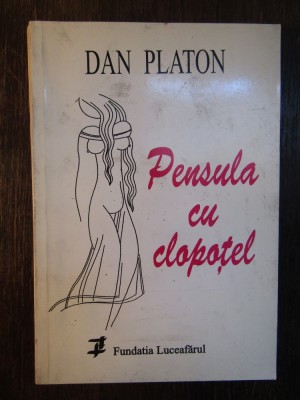 DAN PLATON
Pensula
cu
clopoțel
Fundatia Luceafărul